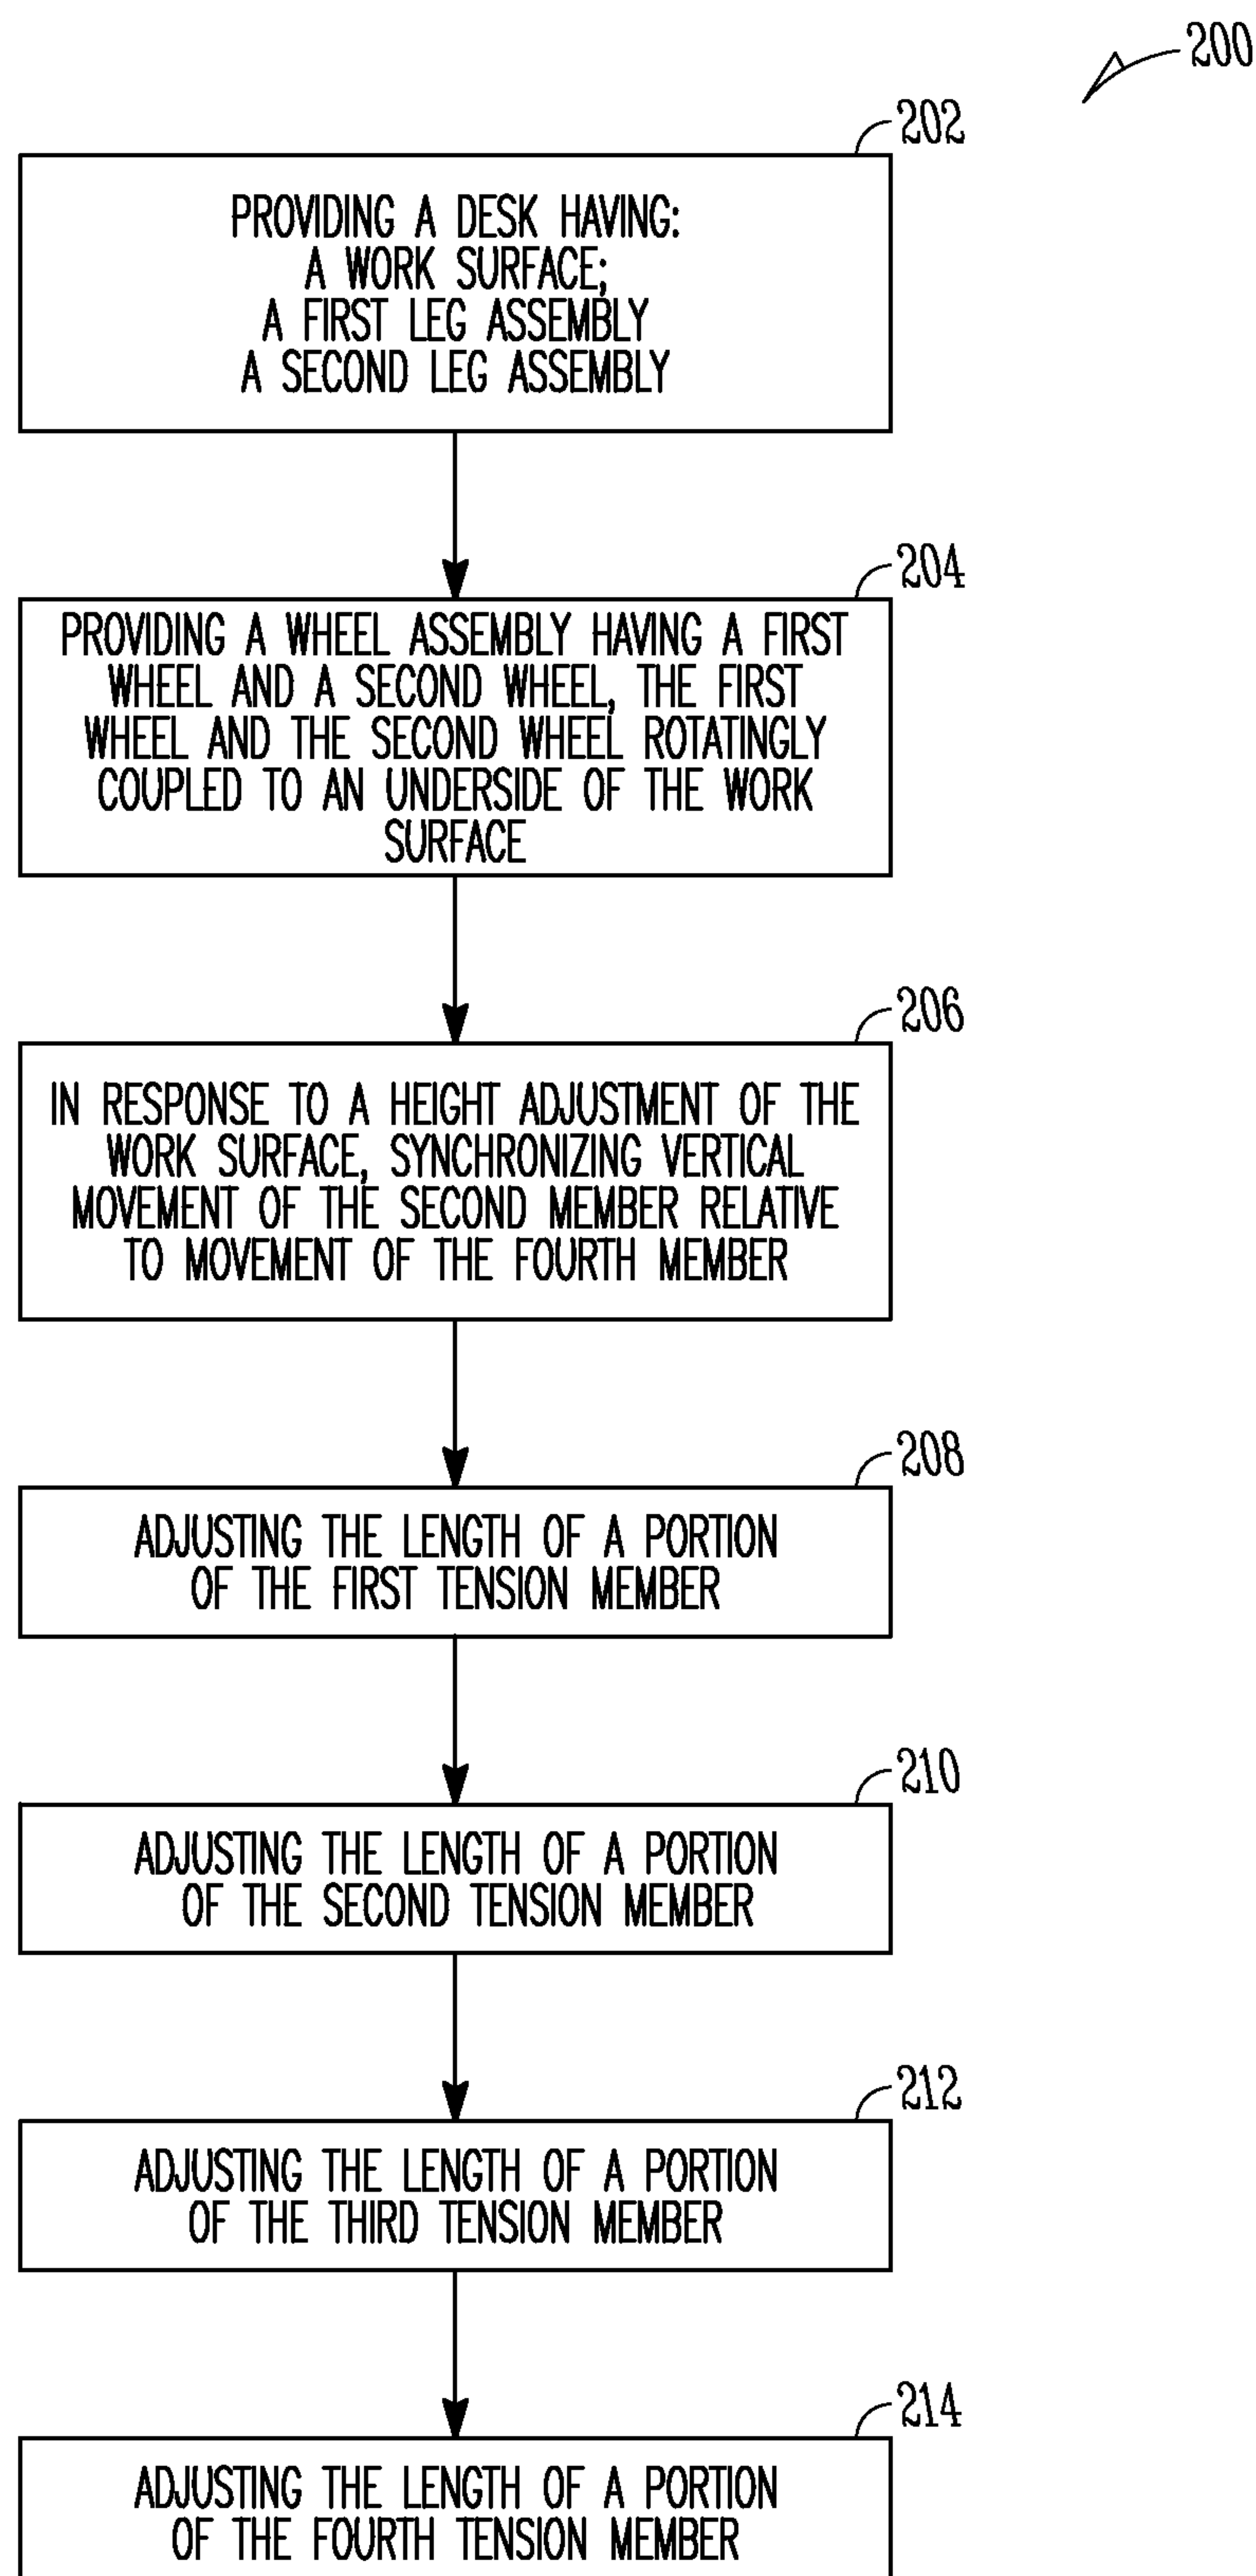 200
202
PROVIDING A DESK HAVING:
A WORK SURFACE;
A FIRST LEG ASSEMBLY
A SECOND LEG ASSEMBLY
204
PROVIDING A WHEEL ASSEMBLY HAVING A FIRST
WHEEL AND A SECOND WHEEL, THE FIRST
WHEEL AND THE SECOND WHEEL ROTATINGLY
COUPLED TO AN UNDERSIDE OF THE WORK
SURFACE
206
IN RESPONSE TO A HEIGHT ADJUSTMENT OF THE
WORK SURFACE, SYNCHRONIZING VERTICAL
MOVEMENT OF THE SECOND MEMBER RELATIVE
TO MOVEMENT OF THE FOURTH MEMBER
208
ADJUSTING THE LENGTH OF A PORTION
OF THE FIRST TENSION MEMBER
210
ADJUSTING THE LENGTH OF A PORTION
OF THE SECOND TENSION MEMBER
212
ADJUSTING THE LENGTH OF A PORTION
OF THE THIRD TENSION MEMBER
214
ADJUSTING THE LENGTH OF A PORTION
OF THE FOURTH TENSION MEMBER